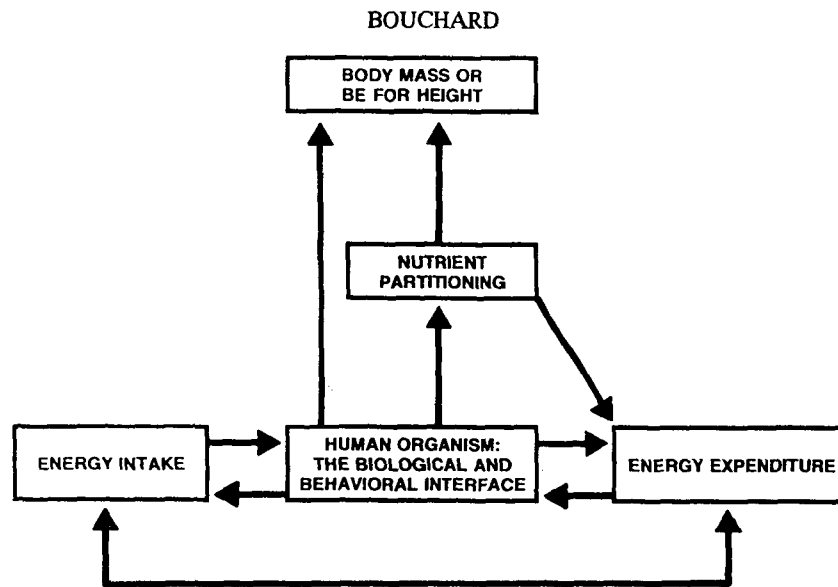 BOUCHARD
BODY MASS OR
BE FOR HEIGHT
NUTRIENT
PARTITIONING
ENERGY INTAKE
HUMAN ORGANISM:
THE BIOLOGICAL AND
BEHAVIORAL INTERFACE
ENERGY EXPENDITURE